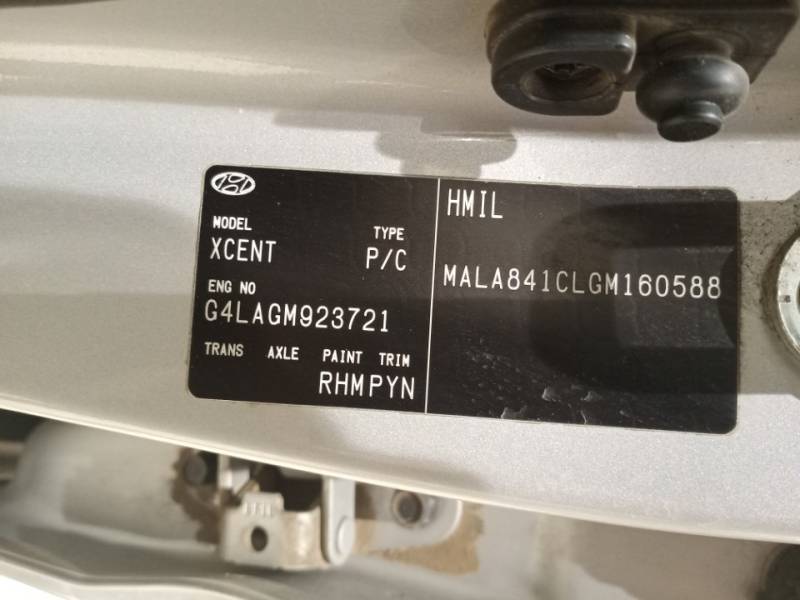 MODEL TYPE
XCENT P/C
ENG NO
G4LAGM923721
TRANS AXLE PAINT TRIM
RHMPYN
HMIL
MALA841CLGM160588